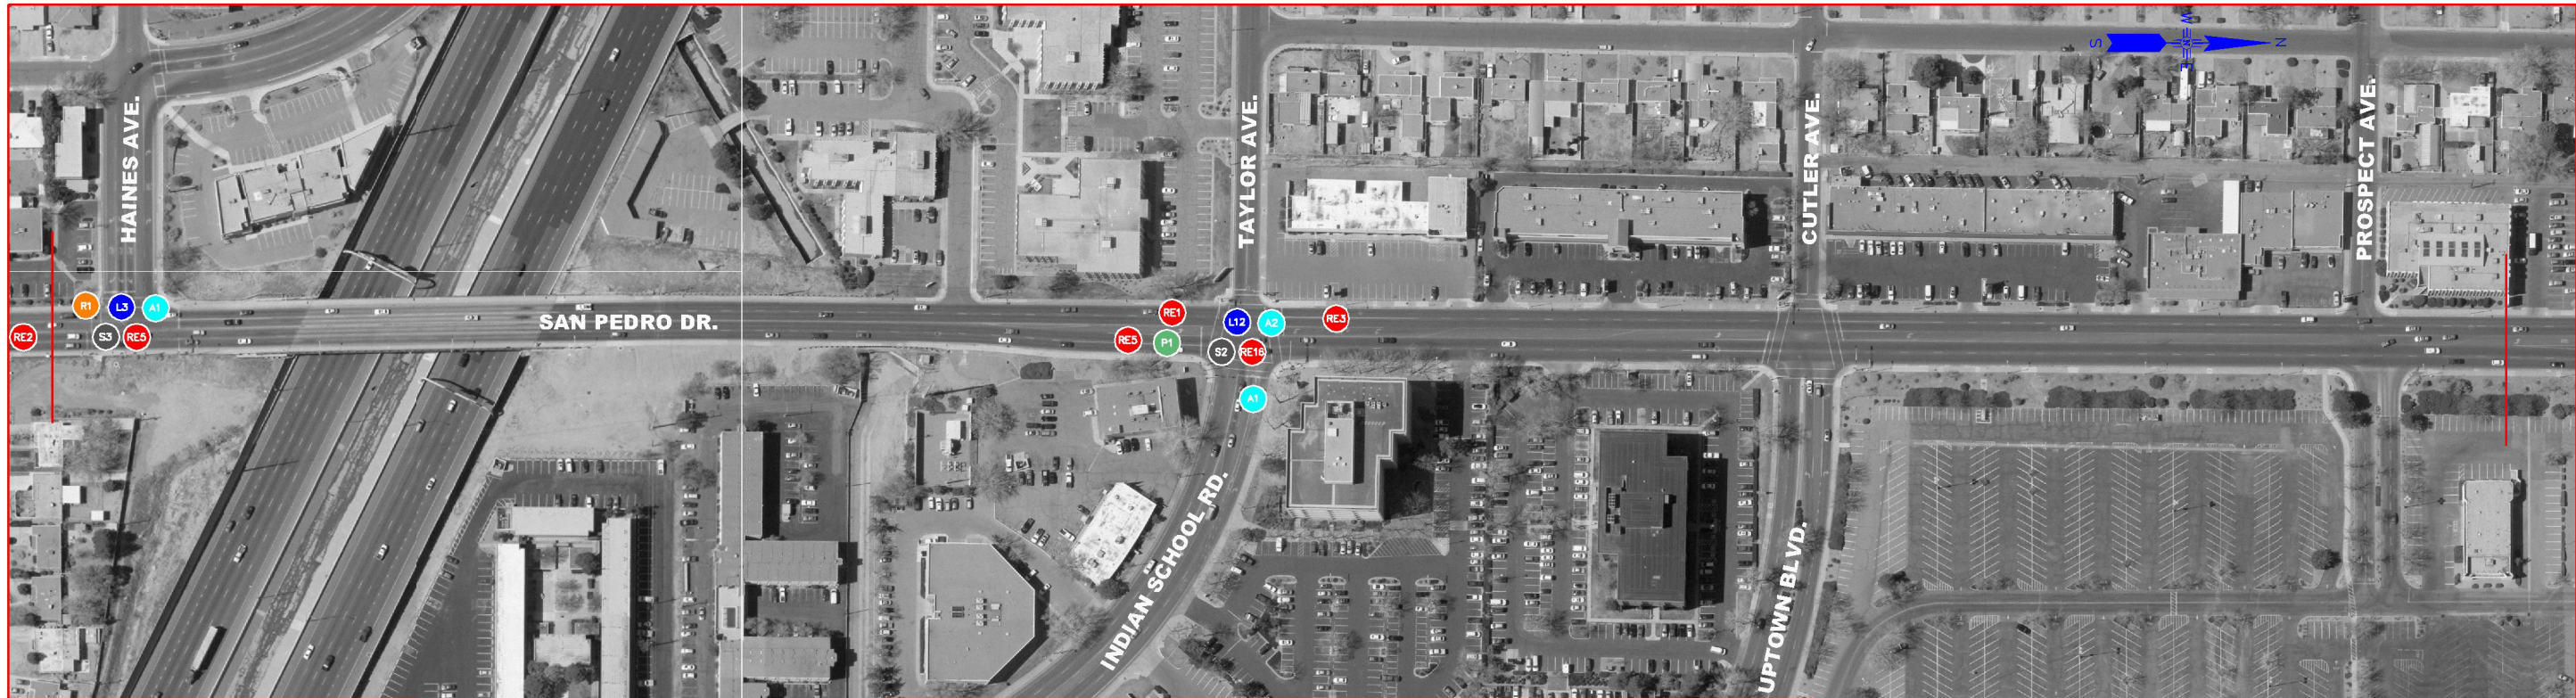 W
S N
E
HAINES AVE.
TAYLOR AVE.
CUTLER AVE.
PROSPECT AVE.
R1 L3 A1
RE2 S3 RE5
SAN PEDRO DR.
RE1
RE5 P1
L12 A2 RE3
S2 RE16
A1
INDIAN SCHOOL RD.
UPTOWN BLVD.